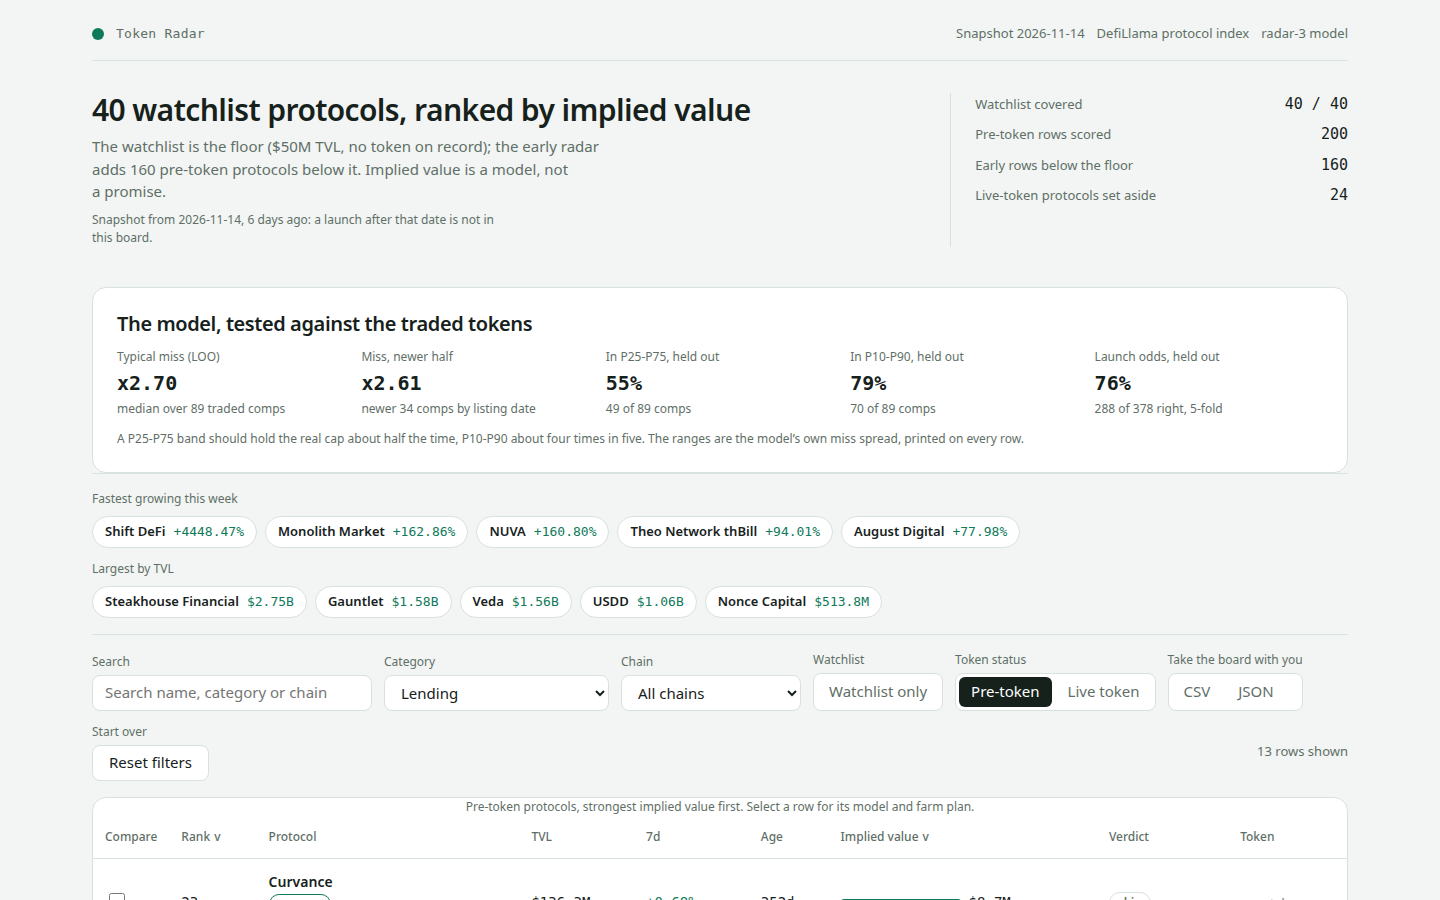 Token Radar
Snapshot 2026-11-14 DefiLlama protocol index radar-3 model
40 watchlist protocols, ranked by implied value
The watchlist is the floor ($50M TVL, no token on record); the early radar
adds 160 pre-token protocols below it. Implied value is a model, not
a promise.
Snapshot from 2026-11-14, 6 days ago: a launch after that date is not in
this board.
Watchlist covered 40 / 40
Pre-token rows scored 200
Early rows below the floor 160
Live-token protocols set aside 24
The model, tested against the traded tokens
Typical miss (LOO) Miss, newer half In P25-P75, held out In P10-P90, held out Launch odds, held out
x2.70 x2.61 55% 79% 76%
median over 89 traded comps newer 34 comps by listing date 49 of 89 comps 70 of 89 comps 288 of 378 right, 5-fold
A P25-P75 band should hold the real cap about half the time, P10-P90 about four times in five. The ranges are the model's own miss spread, printed on every row.
Fastest growing this week
Shift DeFi +4448.47% Monolith Market +162.86% NUVA +160.80% Theo Network thBill +94.01% August Digital +77.98%
Largest by TVL
Steakhouse Financial $2.75B Gauntlet $1.58B Veda $1.56B USDD $1.06B Nonce Capital $513.8M
Search Category Chain Watchlist Token status Take the board with you
Search name, category or chain Lending All chains Watchlist only Pre-token Live token CSV JSON
Start over
Reset filters 13 rows shown
Pre-token protocols, strongest implied value first. Select a row for its model and farm plan.
Compare Rank v Protocol TVL 7d Age Implied value v Verdict Token
Curvance